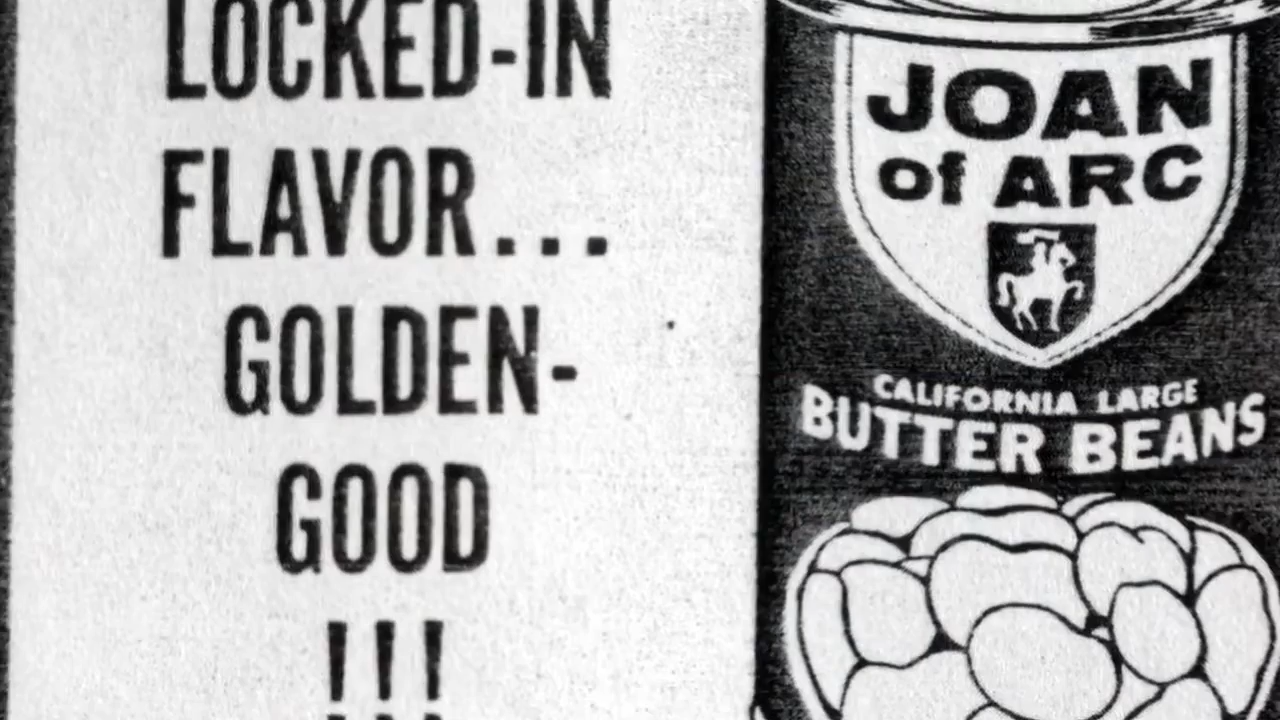 LOCKED-IN
FLAVOR...
GOLDEN-
GOOD
!!!
JOAN
of ARC
CALIFORNIA LARGE
BUTTER BEANS